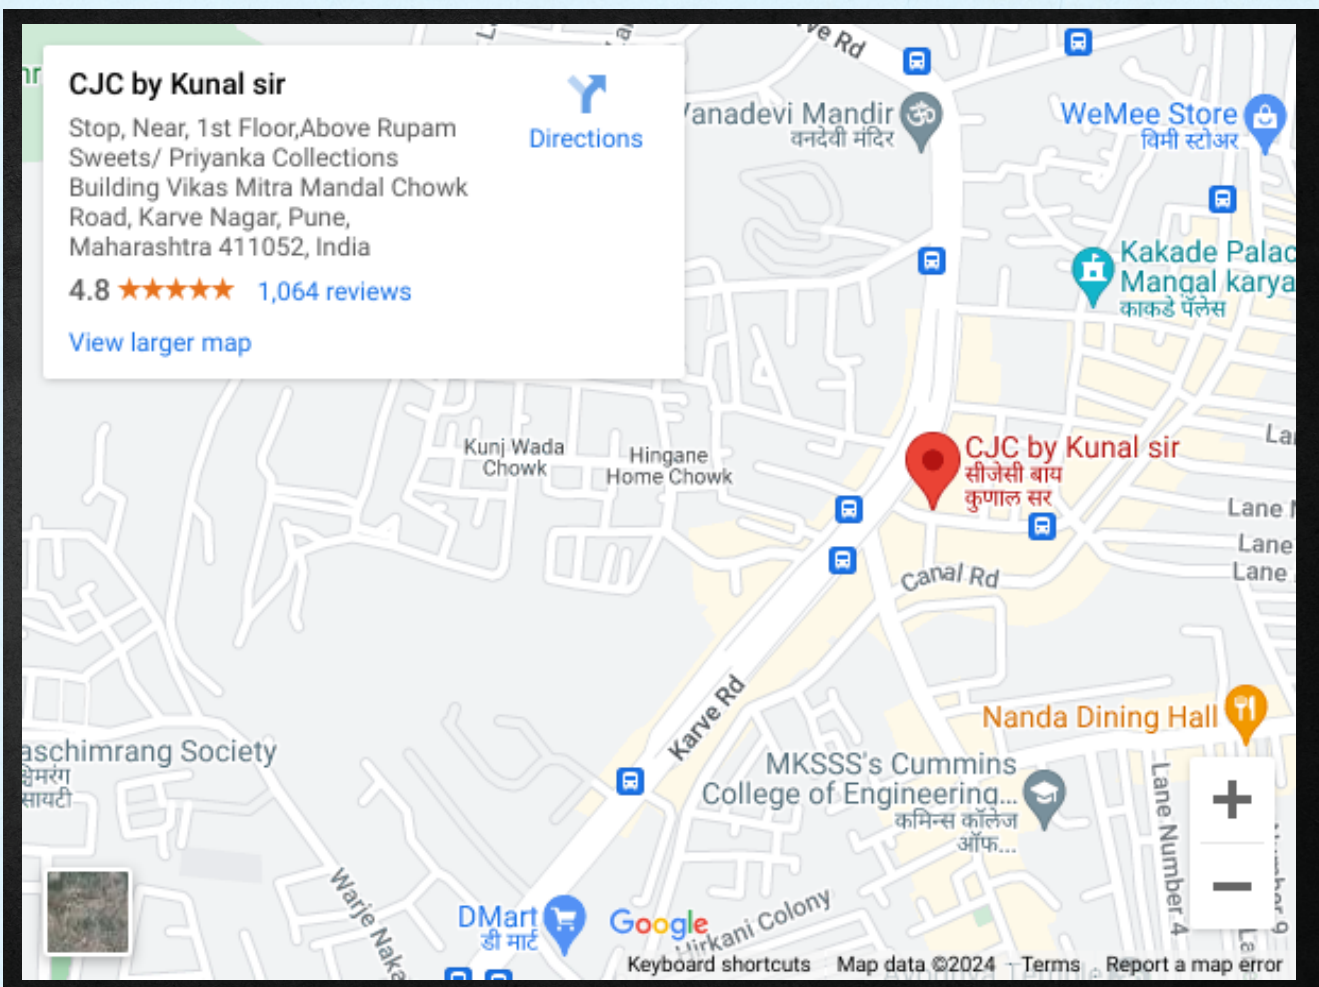 CJC by Kunal sir
Stop, Near, 1st Floor,Above Rupam
Sweets/ Priyanka Collections
Building Vikas Mitra Mandal Chowk
Road, Karve Nagar, Pune,
Maharashtra 411052, India
4.8
1,064 reviews
View larger map
Directions
Rd
Vanadevi Mandir
वनदेवी मंदिर
WeMee Store
विमी स्टोअर
Kakade Palac
Mangal karya
काकडे पॅलेस
CJC by Kunal sir
सीजेसी बाय
कुणाल सर
Kunj Wada
Chowk
Hingane
Home Chowk
Lane
Lane
Lane
Canal Rd
Karve Rd
Nanda Dining Hall
MKSSS's Cummins
College of Engineering...
कमिन्स कॉलेज
ऑफ...
aschimrang Society
सायटी
Warje Naka
DMart
डी मार्ट
Google
Hirkani Colony
Lane Number 4
Keyboard shortcuts
Map data ©2024
Terms
Report a map error